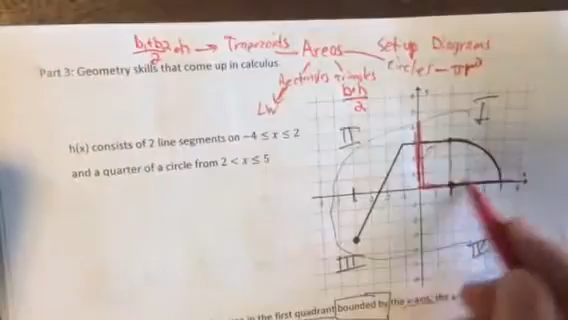 b1+b2/2 •h → Trapezoids Areas Set-up Diagrams
Part 3: Geometry skills that come up in calculus.
Circles - πr²
Rectangles Triangles
LW
b•h/2
I
II
h(x) consists of 2 line segments on −4 ≤ x ≤ 2
and a quarter of a circle from 2 < x ≤ 5
III
IV
in the first quadrant bounded by the x-axis, the